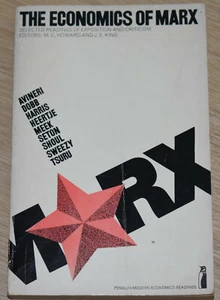 THE ECONOMICS OF MARX
SELECTED READINGS OF EXPOSITION AND CRITICISM
EDITORS: M. C. HOWARD AND J. E. KING
AVINERI
DOBB
HARRIS
HEERTJE
MEEK
SETON
SHOUL
SWEEZY
TSURU
M RX
PENGUIN MODERN ECONOMICS READINGS